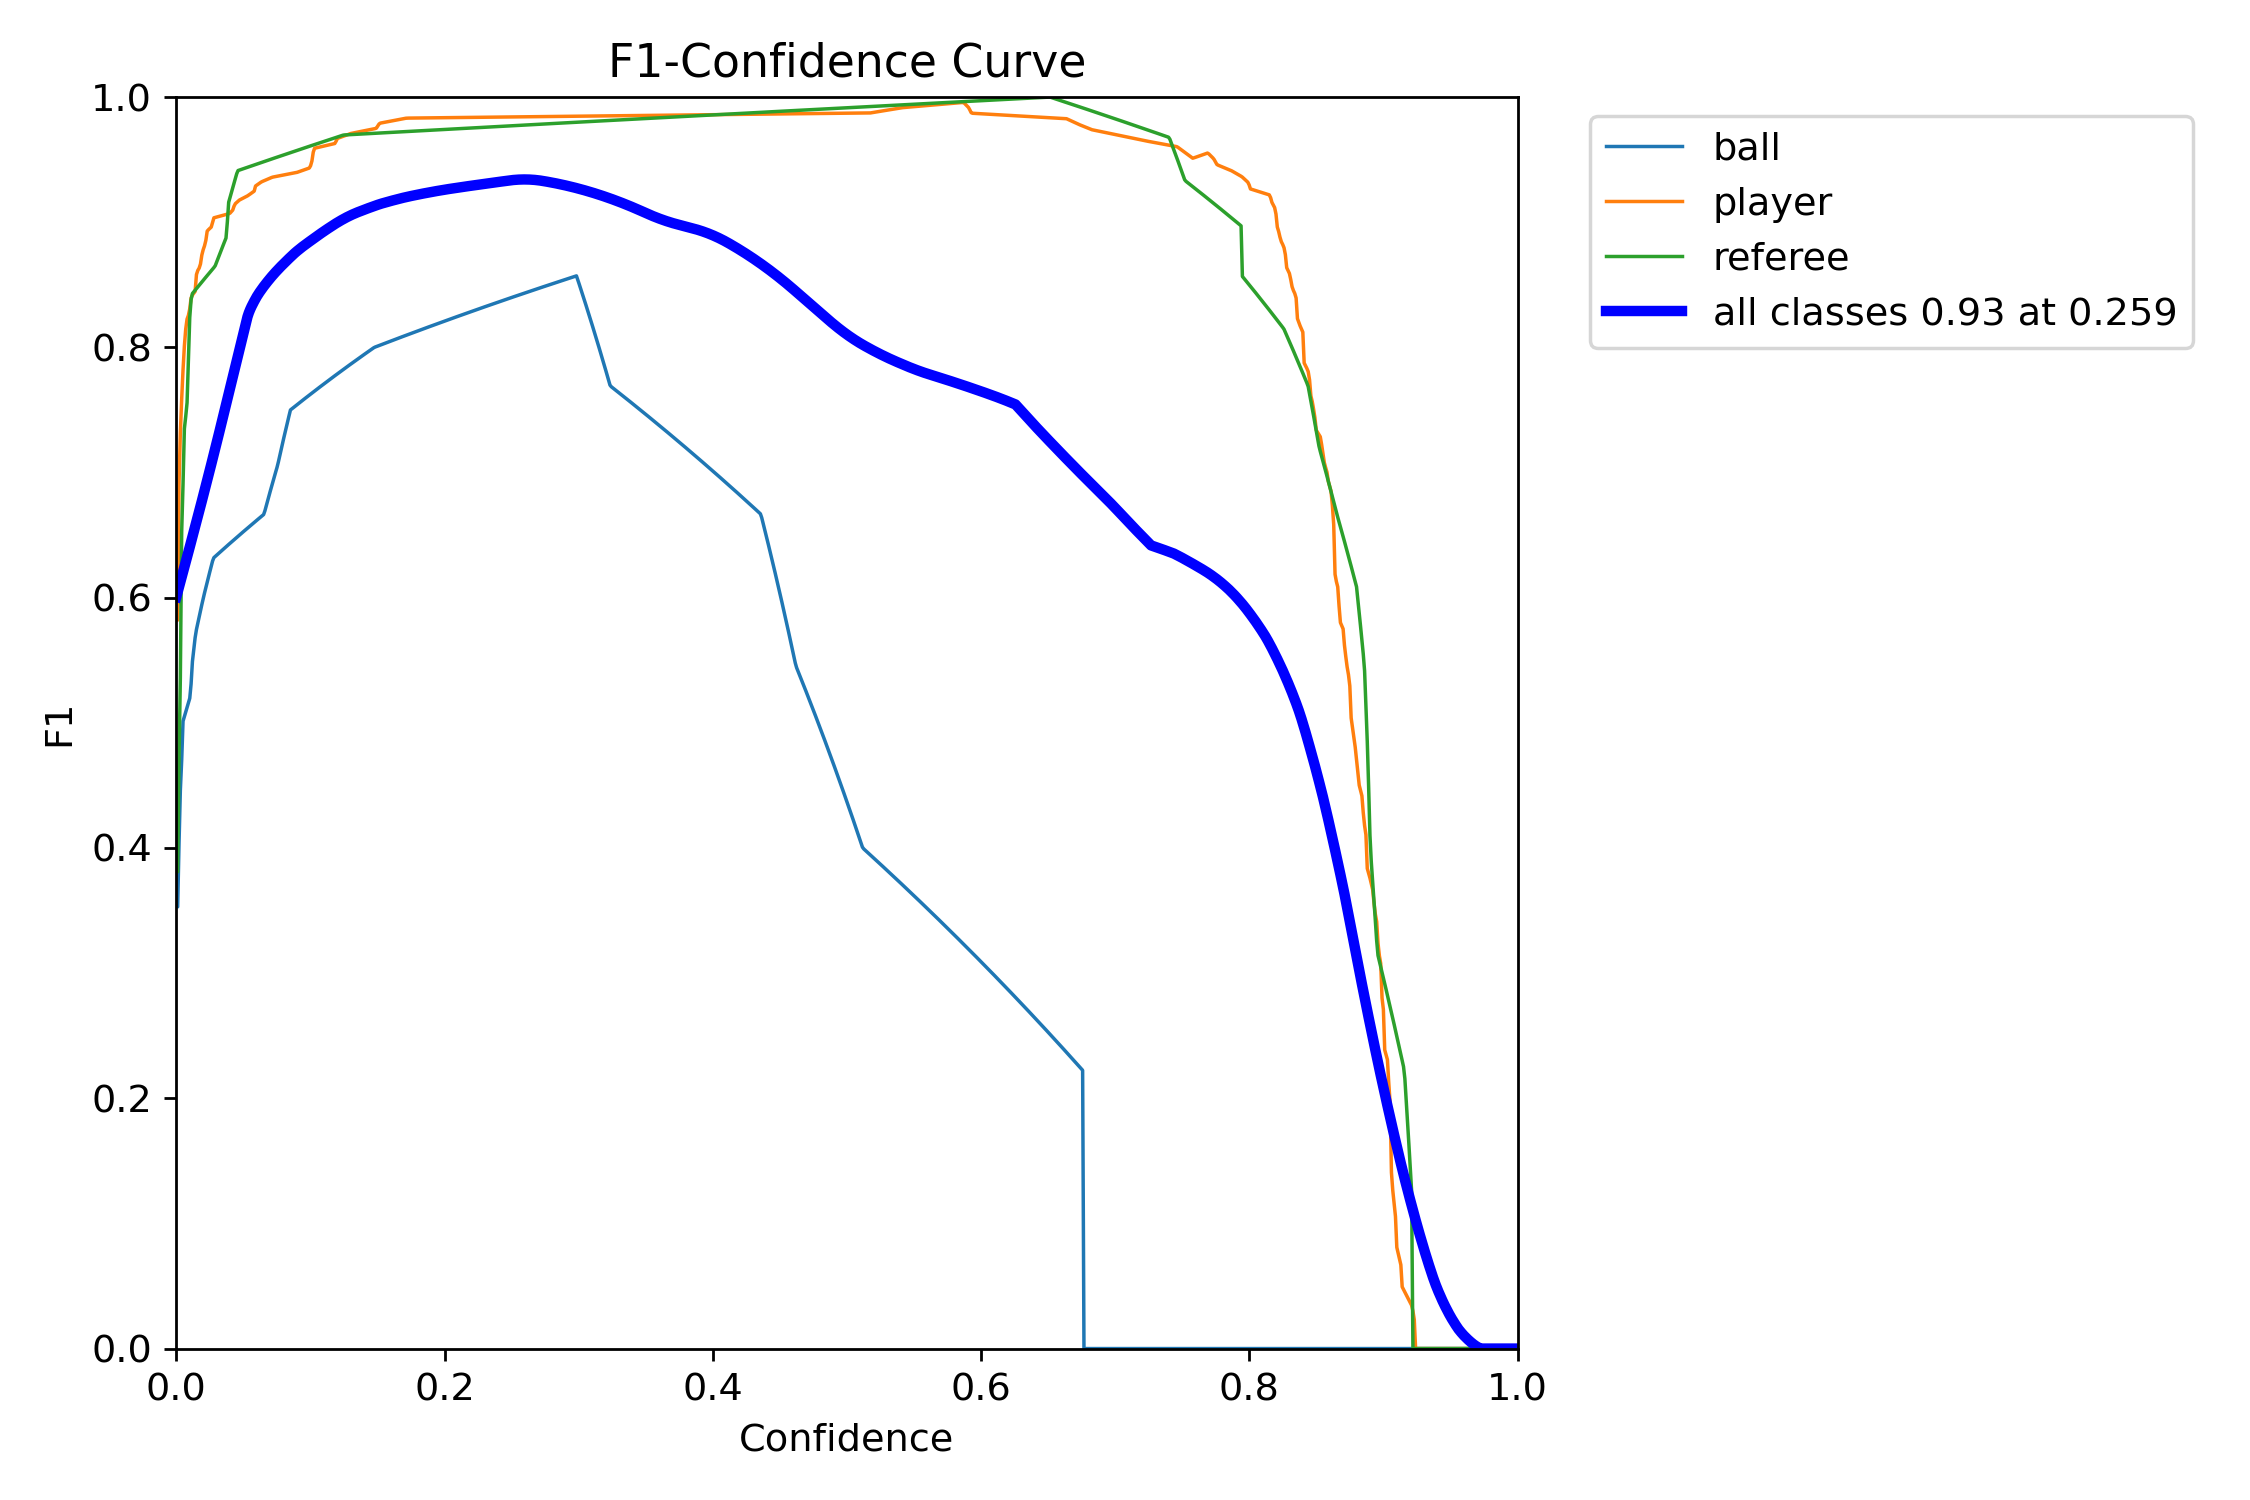 F1-Confidence Curve
1.0
0.8
0.6
0.4
0.2
0.0
F1
0.0 0.2 0.4 0.6 0.8 1.0
Confidence
ball
player
referee
all classes 0.93 at 0.259